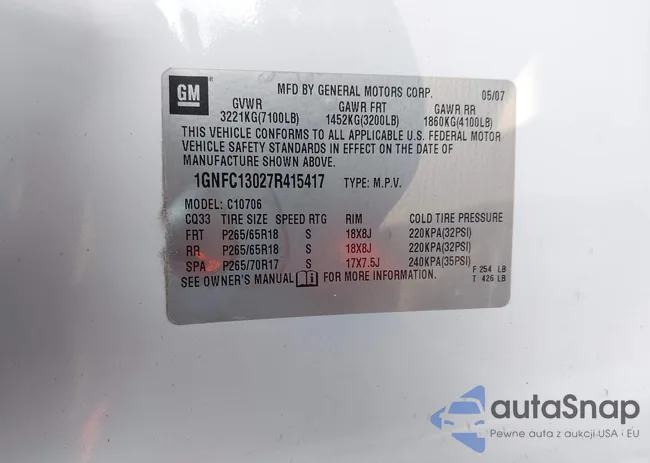 GM
MFD BY GENERAL MOTORS CORP. 05/07
GVWR GAWR FRT GAWR RR
3221KG(7100LB) 1452KG(3200LB) 1860KG(4100LB)
THIS VEHICLE CONFORMS TO ALL APPLICABLE U.S. FEDERAL MOTOR
VEHICLE SAFETY STANDARDS IN EFFECT ON THE DATE OF
MANUFACTURE SHOWN ABOVE.
1GNFC13027R415417 TYPE: M.P.V.
MODEL: C10706
CQ33 TIRE SIZE SPEED RTG RIM COLD TIRE PRESSURE
FRT P265/65R18 S 18X8J 220KPA(32PSI)
RR P265/65R18 S 18X8J 220KPA(32PSI)
SPA P265/70R17 S 17X7.5J 240KPA(35PSI)
SEE OWNER'S MANUAL FOR MORE INFORMATION.
F 254 LB
T 426 LB
autaSnap
Pewne auta z aukcji USA i EU